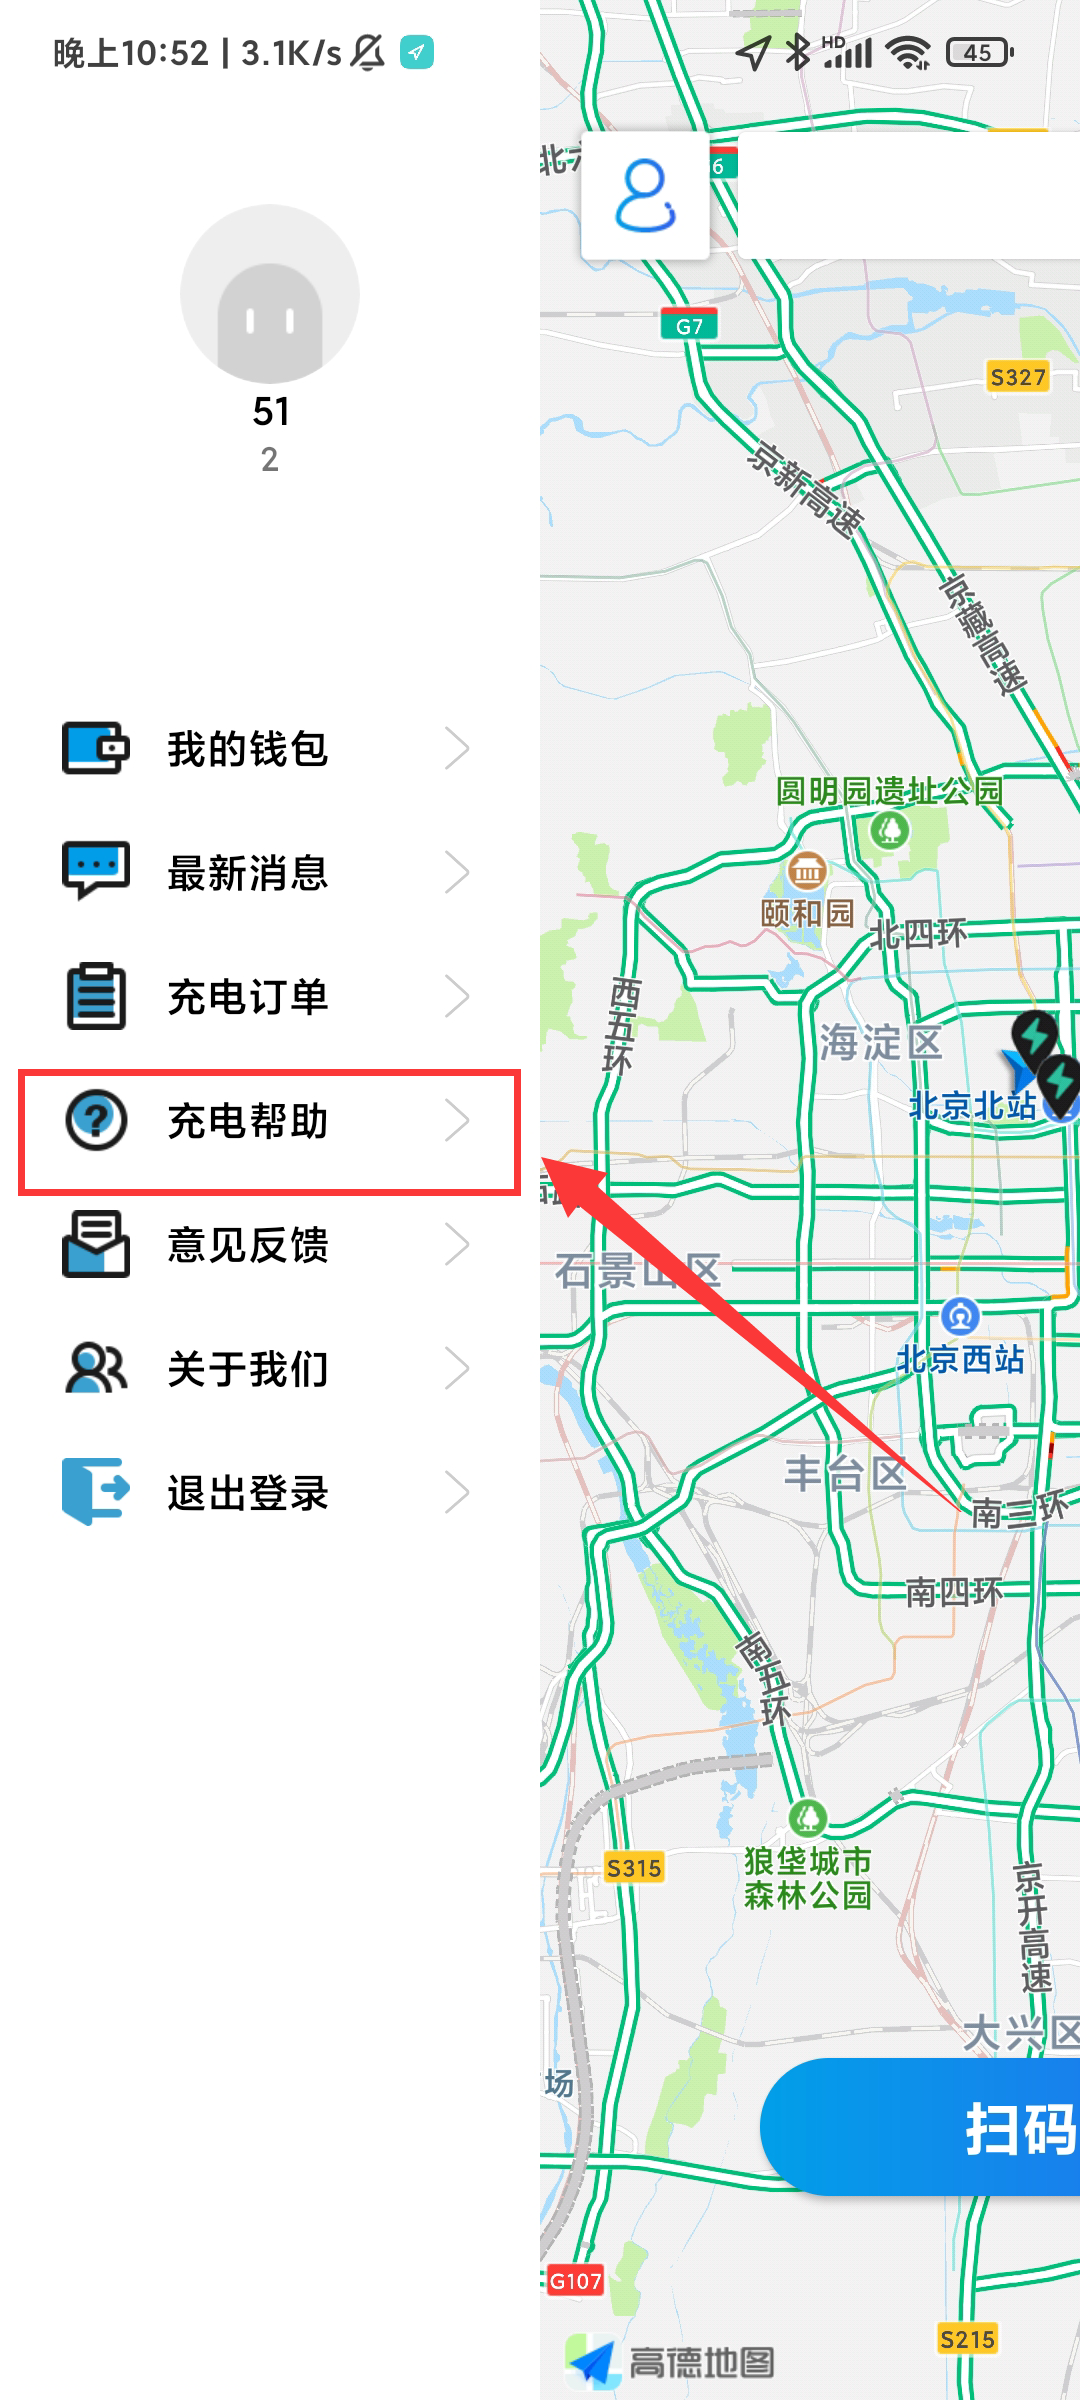 晚上10:52 | 3.1K/s
HD
45
51
2
我的钱包
最新消息
充电订单
充电帮助
意见反馈
关于我们
退出登录
北六
6
G7
S327
京新高速
京藏高速
圆明园遗址公园
颐和园
北四环
西五环
海淀区
北京北站
石景山区
北京西站
丰台区
南三环
南四环
南五环
狼垡城市
森林公园
S315
京开高速
大兴区
场
扫码
G107
S215
高德地图